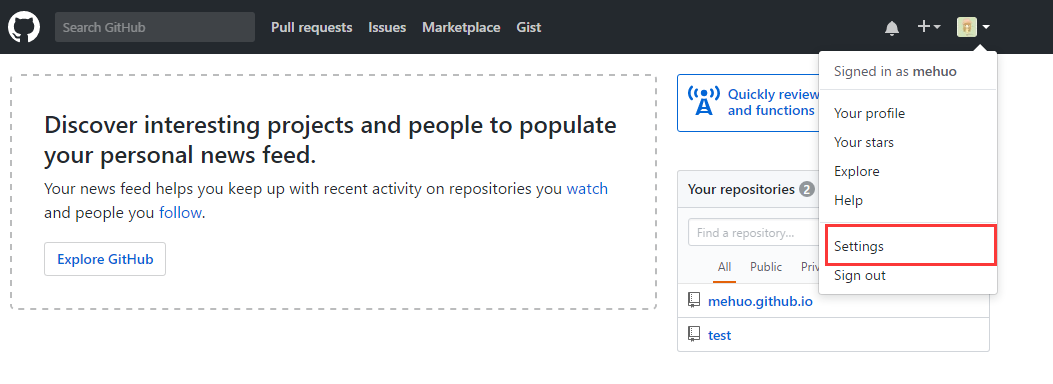 Search GitHub
Pull requests
Issues
Marketplace
Gist
Signed in as mehuo
Your profile
Your stars
Explore
Help
Settings
Sign out
Discover interesting projects and people to populate
your personal news feed.
Your news feed helps you keep up with recent activity on repositories you watch
and people you follow.
Explore GitHub
Quickly review
and functions
Your repositories 2
Find a repository...
All
Public
mehuo.github.io
test